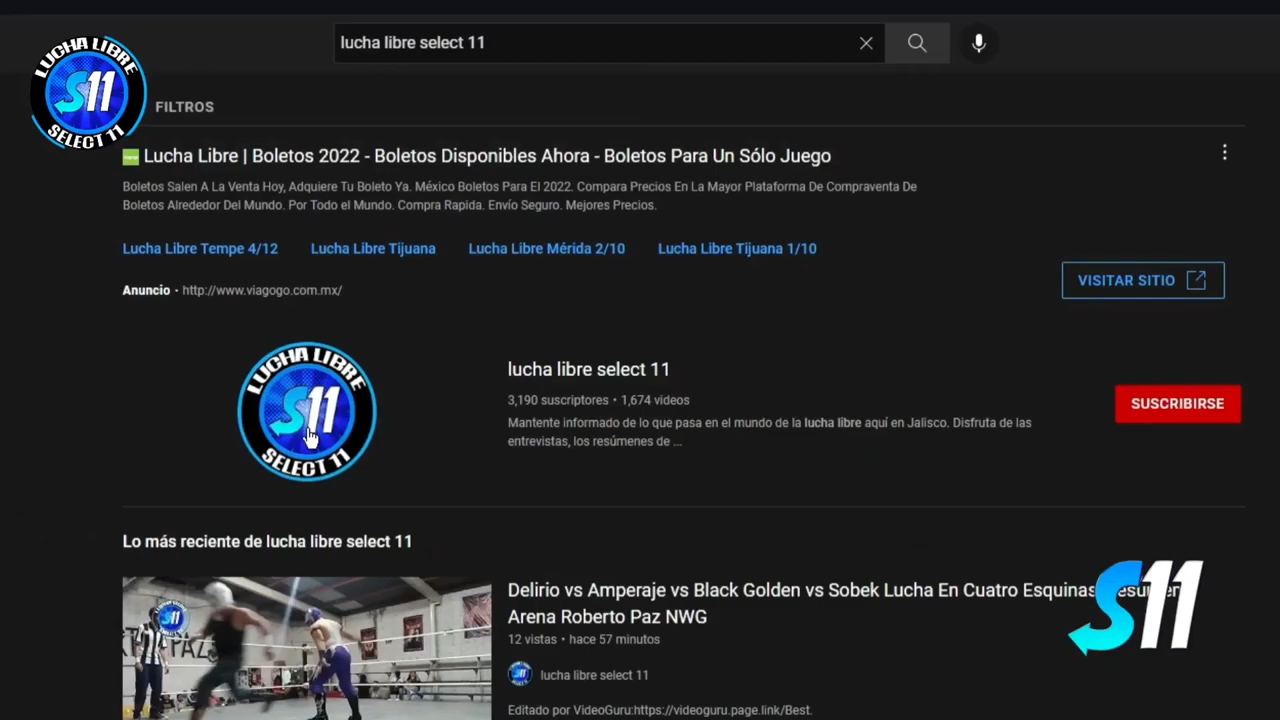 lucha libre select 11
LUCHA LIBRE
S11
SELECT 11
FILTROS
Lucha Libre | Boletos 2022 - Boletos Disponibles Ahora - Boletos Para Un Sólo Juego
Boletos Salen A La Venta Hoy, Adquiere Tu Boleto Ya. México Boletos Para El 2022. Compara Precios En La Mayor Plataforma De Compraventa De
Boletos Alrededor Del Mundo. Por Todo el Mundo. Compra Rapida. Envío Seguro. Mejores Precios.
Lucha Libre Tempe 4/12 Lucha Libre Tijuana Lucha Libre Mérida 2/10 Lucha Libre Tijuana 1/10
Anuncio · http://www.viagogo.com.mx/
VISITAR SITIO
LUCHA LIBRE
S11
SELECT 11
lucha libre select 11
3,190 suscriptores • 1,674 videos
Mantente informado de lo que pasa en el mundo de la lucha libre aquí en Jalisco. Disfruta de las
entrevistas, los resúmenes de ...
SUSCRIBIRSE
Lo más reciente de lucha libre select 11
S11
Delirio vs Amperaje vs Black Golden vs Sobek Lucha En Cuatro Esquinas
Arena Roberto Paz NWG
12 vistas • hace 57 minutos
lucha libre select 11
Editado por VideoGuru:https://videoguru.page.link/Best.
S11